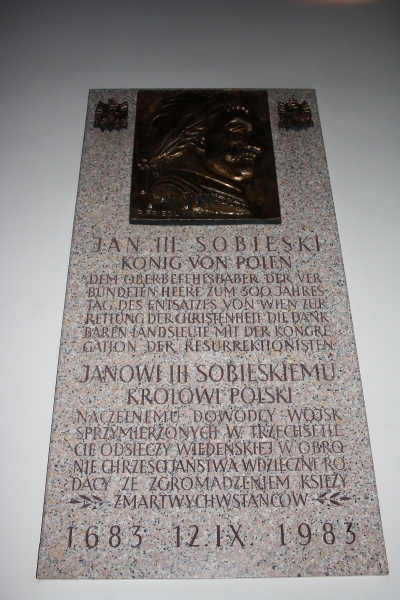 JAN III SOBIESKI
KÖNIG VON POLEN
DEM OBERBEFEHLSHABER DER VER
BÜNDETEN HEERE ZUM 300 JAHRES
TAG DES ENTSATZES VON WIEN ZUR
RETTUNG DER CHRISTENHEIT DIE DANK
BAREN LANDSLEUTE MIT DER KONGRE
GATION DER RESURREKTIONISTEN
JANOWI III SOBIESKIEMU
KRÓLOWI POLSKI
NACZELNEMU DOWÓDCY WOJSK
SPRZYMIERZONYCH W TRZECHSETLE
CIE ODSIECZY WIEDEŃSKIEJ W OBRO
NIE CHRZEŚCIJAŃSTWA WDZIĘCZNI RO
DACY ZE ZGROMADZENIEM KSIĘŻY
ZMARTWYCHWSTAŃCÓW
1683 12.IX. 1983